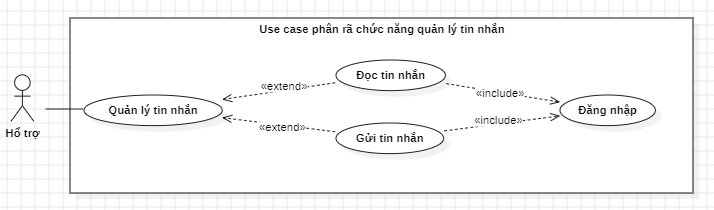 Use case phân rã chức năng quản lý tin nhắn
Đọc tin nhắn
«extend»
«include»
Quản lý tin nhắn
Đăng nhập
«extend»
«include»
Gửi tin nhắn
Hổ trợ